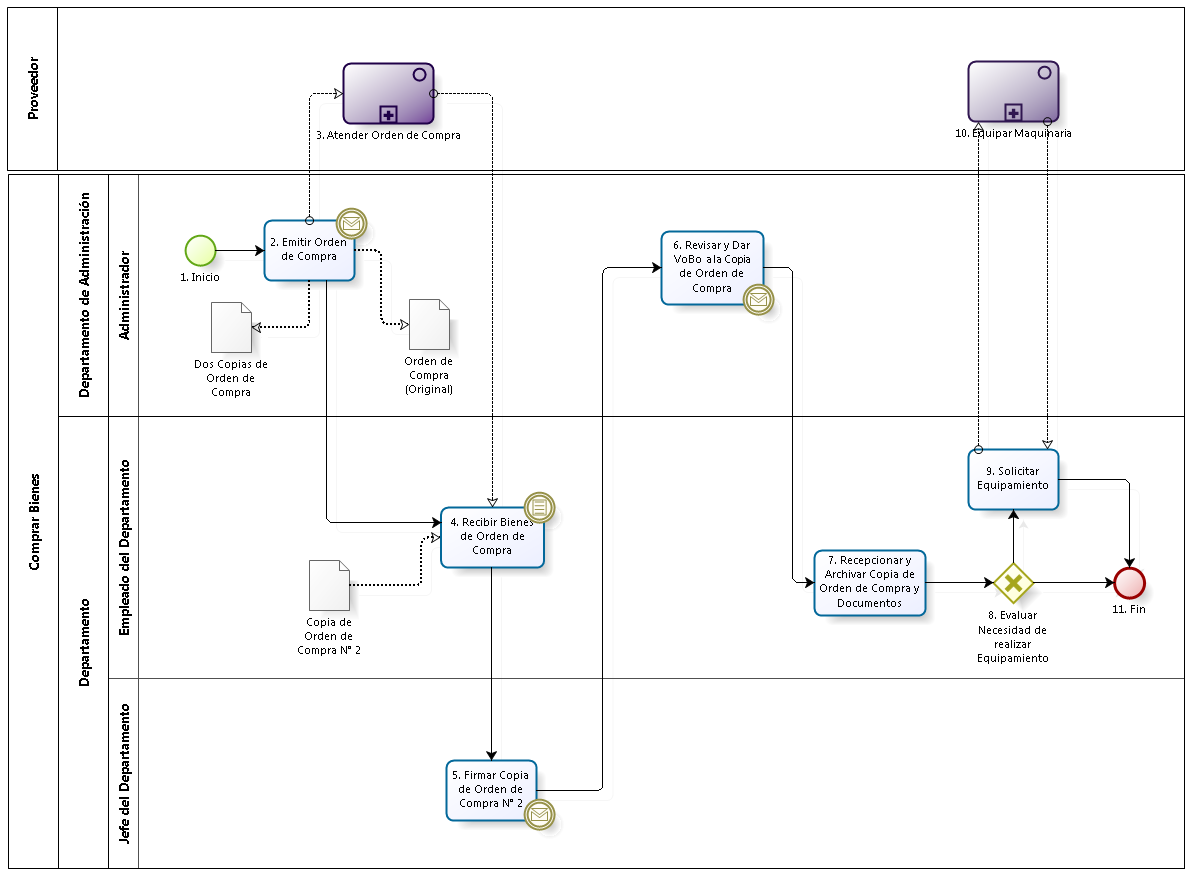 Proveedor
3. Atender Orden de Compra
10. Equipar Maquinaria
Comprar Bienes
Departamento de Administración
Administrador
1. Inicio
2. Emitir Orden
de Compra
Dos Copias de
Orden de
Compra
Orden de
Compra
(Original)
6. Revisar y Dar
VoBo a la Copia
de Orden de
Compra
Departamento
Empleado del Departamento
4. Recibir Bienes
de Orden de
Compra
Copia de
Orden de
Compra N° 2
7. Recepcionar y
Archivar Copia de
Orden de Compra y
Documentos
8. Evaluar
Necesidad de
realizar
Equipamiento
9. Solicitar
Equipamiento
11. Fin
Jefe del Departamento
5. Firmar Copia
de Orden de
Compra N° 2